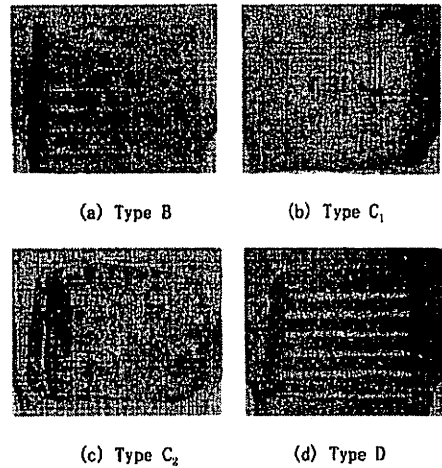 (a) Type B
(b) Type C₁
(c) Type C₂
(d) Type D